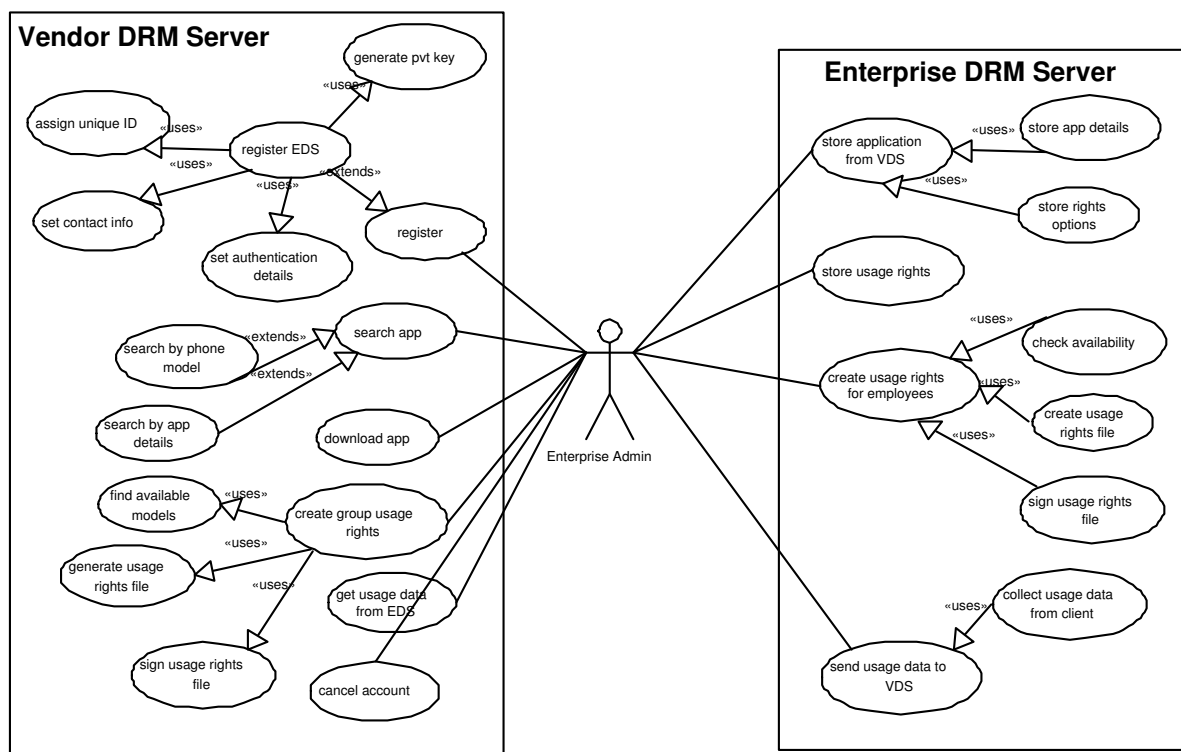 Vendor DRM Server
generate pvt key
«uses»
assign unique ID
«uses»
register EDS
«uses»
«uses»
«extends»
set contact info
register
set authentication
details
search by phone
model
«extends»
search app
«extends»
search by app
details
download app
find available
models
«uses»
create group usage
rights
generate usage
rights file
«uses»
«uses»
get usage data
from EDS
sign usage rights
file
cancel account
Enterprise Admin
Enterprise DRM Server
store application
from VDS
«uses»
store app details
«uses»
store rights
options
store usage rights
«uses»
check availability
create usage rights
for employees
«uses»
create usage
rights file
«uses»
sign usage rights
file
collect usage data
from client
«uses»
send usage data to
VDS